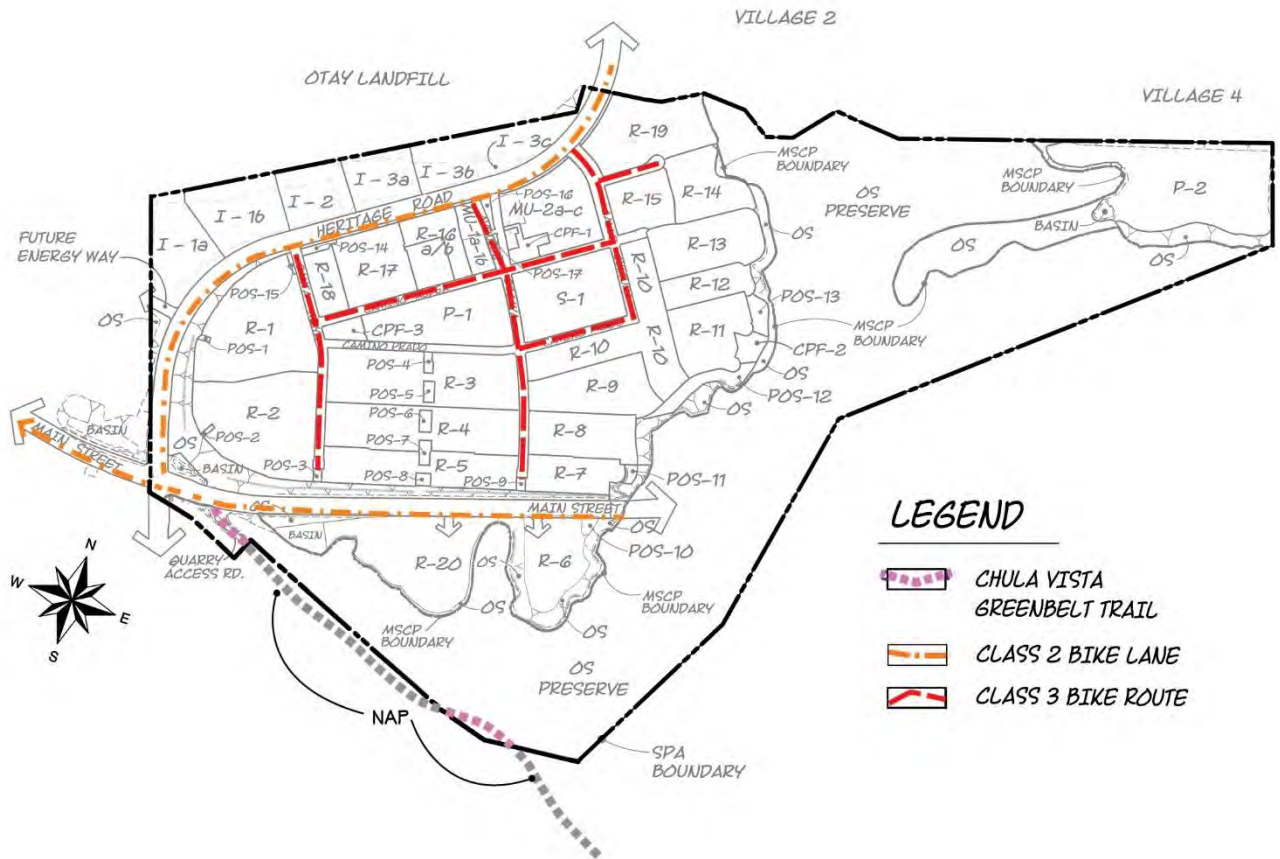 VILLAGE 2
OTAY LANDFILL
VILLAGE 4
I - 3c
R-19
MSCP
BOUNDARY
MSCP
BOUNDARY
P-2
I - 3b
I - 3a
I - 2
I - 1b
I - 1a
HERITAGE ROAD
POS-16
MU-2a-c
R-15
R-14
OS
PRESERVE
BASIN
OS
OS
OS
FUTURE
ENERGY WAY
POS-14
R-16
a/b
MU-1a-1b
CPF-1
R-13
POS-15
R-18
R-17
POS-17
R-10
R-12
POS-13
OS
R-1
P-1
S-1
R-11
MSCP
BOUNDARY
CPF-3
CPF-2
POS-1
CAMINO PRADO
R-10
R-10
OS
POS-4
R-3
POS-12
R-9
POS-5
OS
R-2
POS-6
R-4
R-8
POS-7
BASIN
OS
POS-2
MAIN STREET
BASIN
POS-3
R-5
R-7
POS-8
POS-9
POS-11
MAIN STREET
OS
OS
BASIN
POS-10
QUARRY
ACCESS RD.
R-20
OS
R-6
MSCP
BOUNDARY
OS
MSCP
BOUNDARY
OS
OS
PRESERVE
N
W
E
S
NAP
SPA
BOUNDARY
LEGEND
CHULA VISTA
GREENBELT TRAIL
CLASS 2 BIKE LANE
CLASS 3 BIKE ROUTE